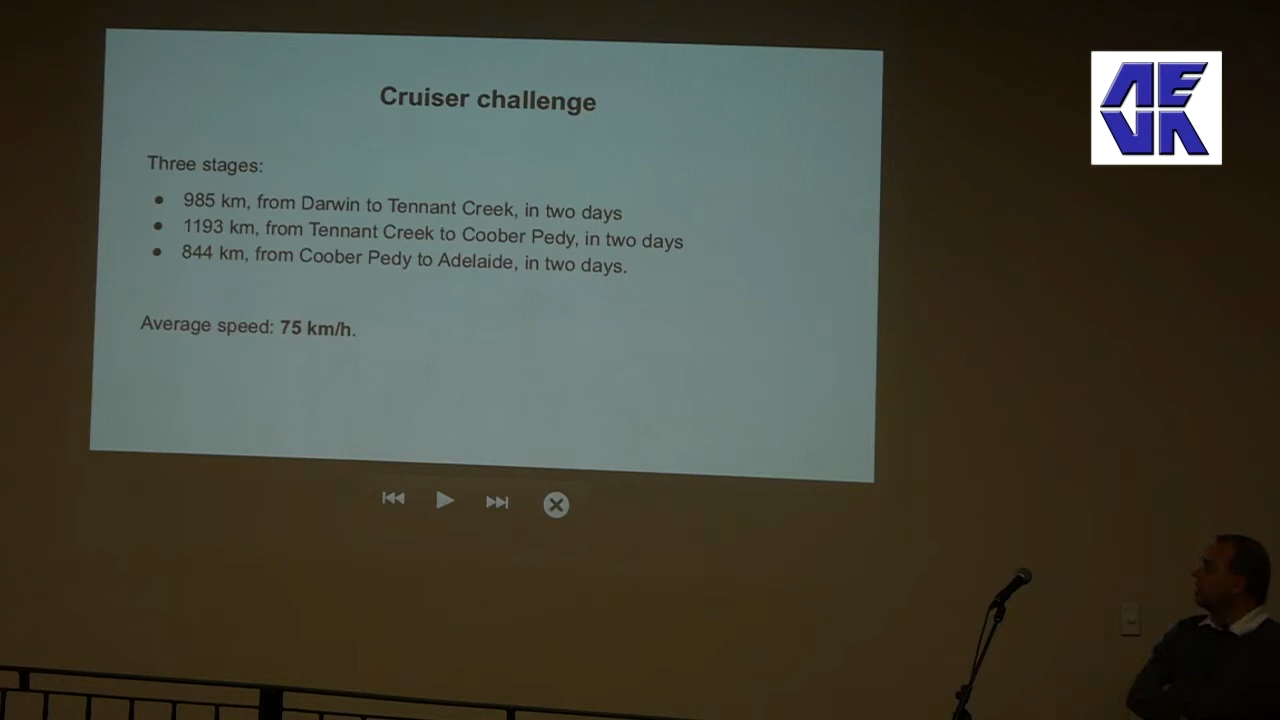 Cruiser challenge
Three stages:
● 985 km, from Darwin to Tennant Creek, in two days
● 1193 km, from Tennant Creek to Coober Pedy, in two days
● 844 km, from Coober Pedy to Adelaide, in two days.
Average speed: 75 km/h.
AE
VA